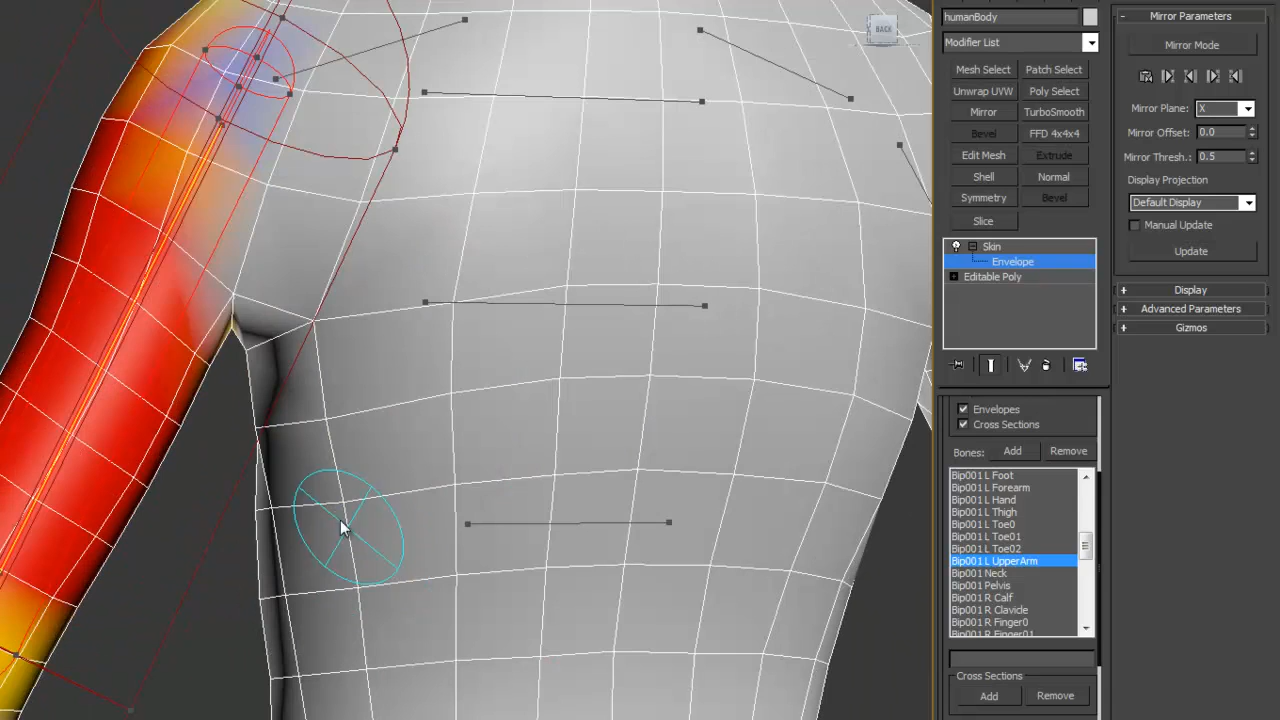 BACK
humanBody
Modifier List
Mesh Select
Patch Select
Unwrap UVW
Poly Select
Mirror
TurboSmooth
Bevel
FFD 4x4x4
Edit Mesh
Extrude
Shell
Normal
Symmetry
Bevel
Slice
Skin
Envelope
Editable Poly
Envelopes
Cross Sections
Bones:
Add
Remove
Bip001 L Foot
Bip001 L Forearm
Bip001 L Hand
Bip001 L Thigh
Bip001 L Toe0
Bip001 L Toe01
Bip001 L Toe02
Bip001 L UpperArm
Bip001 Neck
Bip001 Pelvis
Bip001 R Calf
Bip001 R Clavicle
Bip001 R Finger0
Bip001 R Finger01
Cross Sections
Add
Remove
Mirror Parameters
Mirror Mode
Mirror Plane:
X
Mirror Offset:
0.0
Mirror Thresh.:
0.5
Display Projection
Default Display
Manual Update
Update
Display
Advanced Parameters
Gizmos